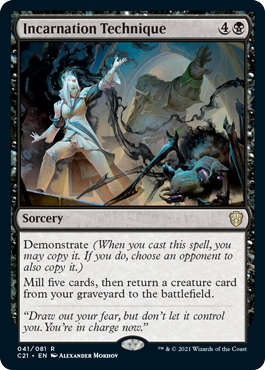 Incarnation Technique 4
Sorcery
Demonstrate (When you cast this spell, you
may copy it. If you do, choose an opponent to
also copy it.)
Mill five cards, then return a creature card
from your graveyard to the battlefield.
“Draw out your fear, but don’t let it control
you. You’re in charge now.”
041/081 R
C21 • EN Alexander Mokhov
™ & © 2021 Wizards of the Coast